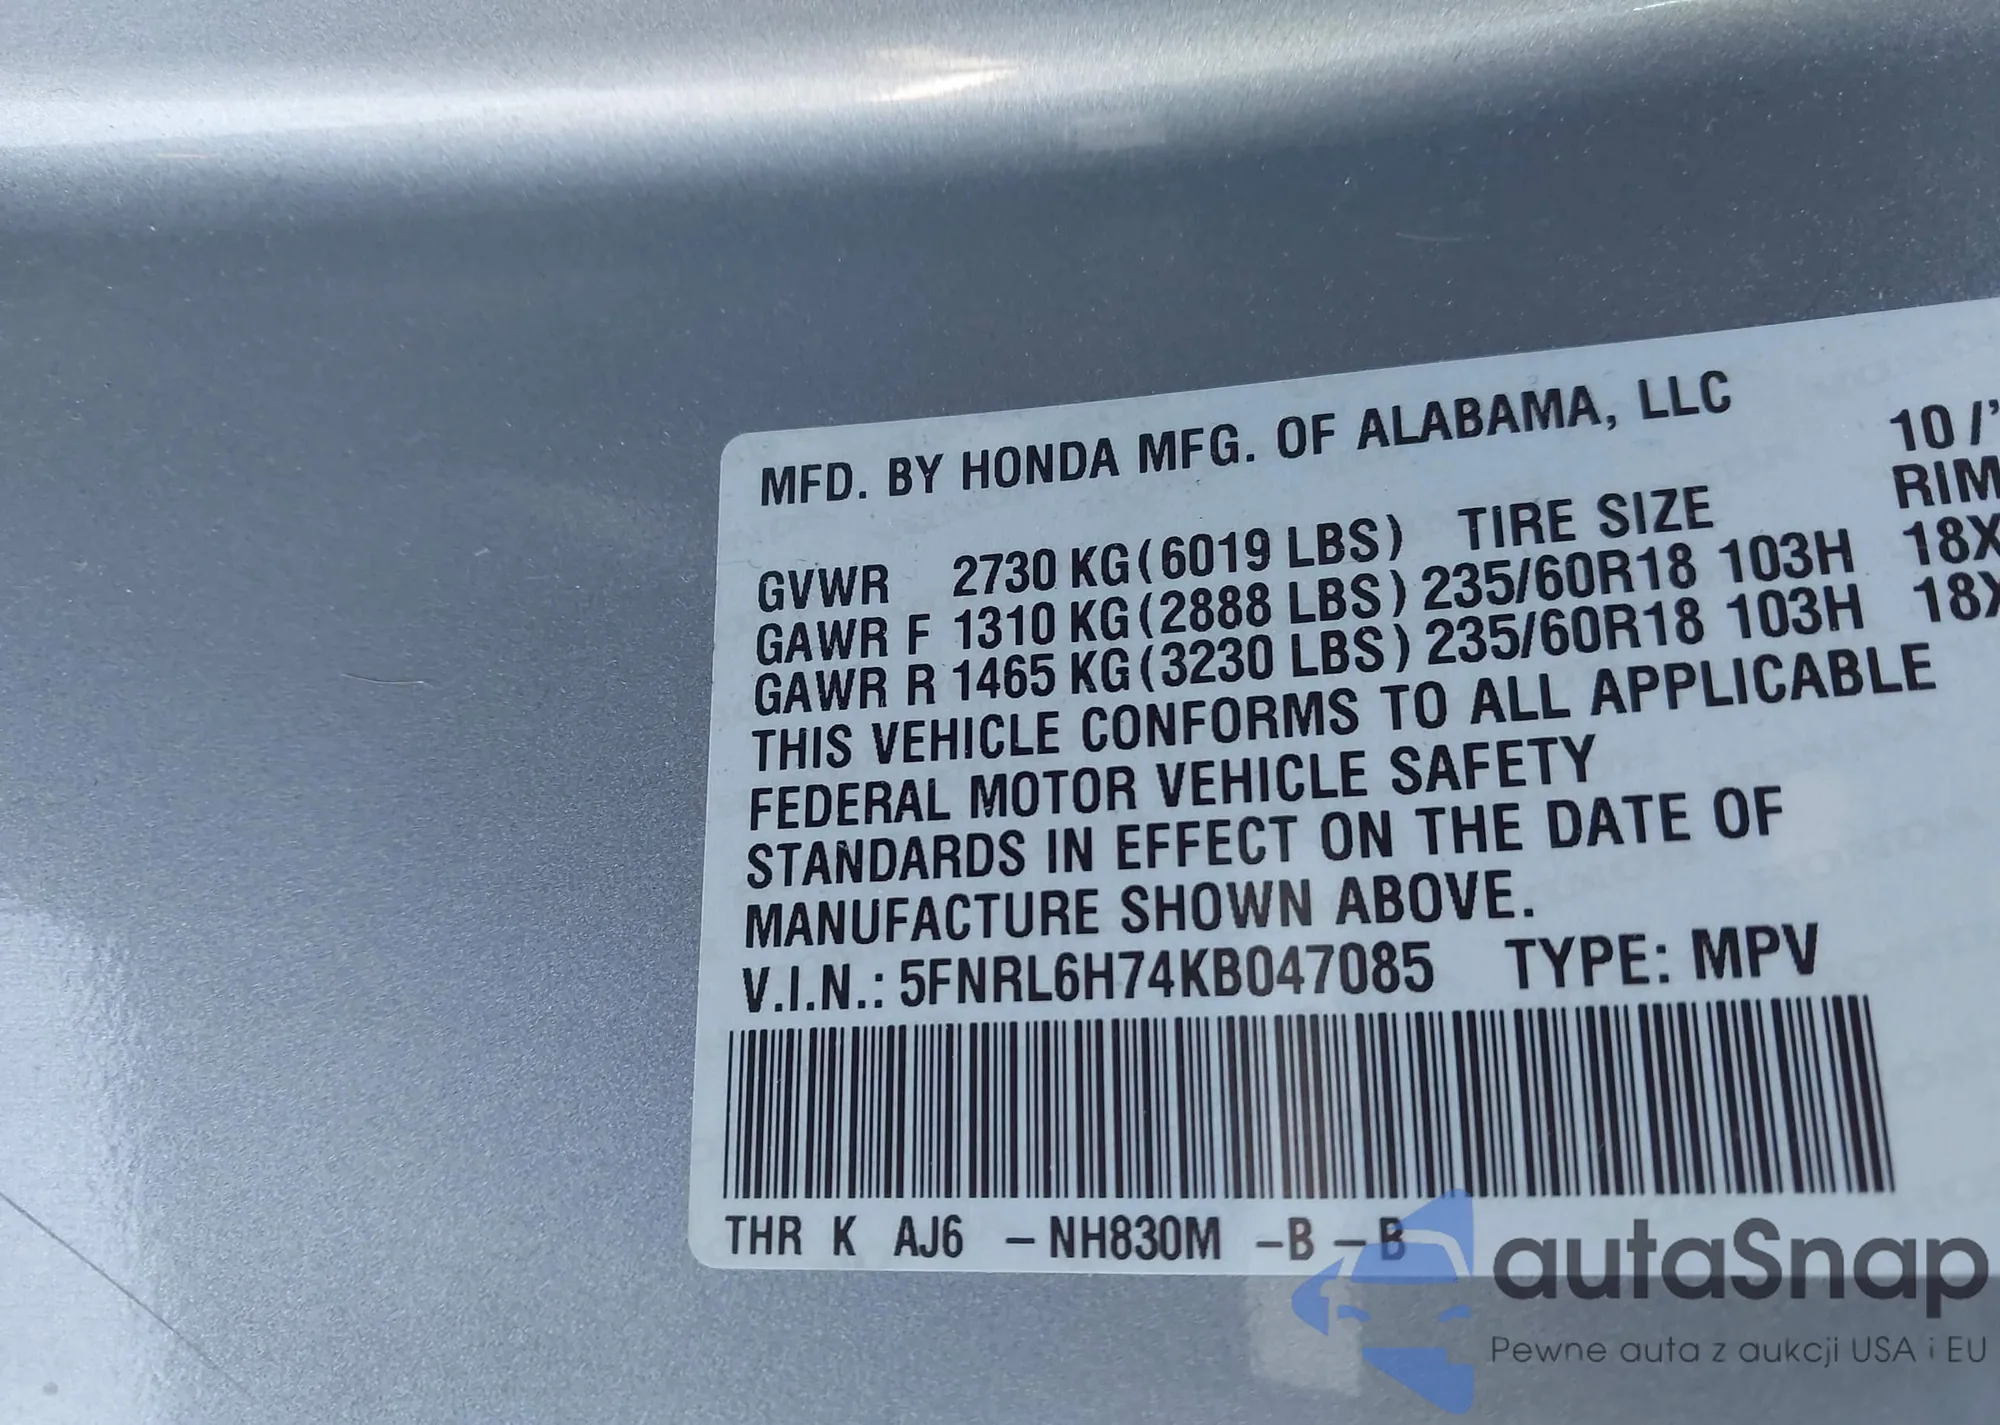 MFD. BY HONDA MFG. OF ALABAMA, LLC 10/
GVWR 2730 KG (6019 LBS) TIRE SIZE RIM
GAWR F 1310 KG (2888 LBS) 235/60R18 103H 18X
GAWR R 1465 KG (3230 LBS) 235/60R18 103H 18X
THIS VEHICLE CONFORMS TO ALL APPLICABLE
FEDERAL MOTOR VEHICLE SAFETY
STANDARDS IN EFFECT ON THE DATE OF
MANUFACTURE SHOWN ABOVE.
V.I.N.: 5FNRL6H74KB047085 TYPE: MPV
THR K AJ6 – NH830M –B – B
autaSnap
Pewne auta z aukcji USA i EU